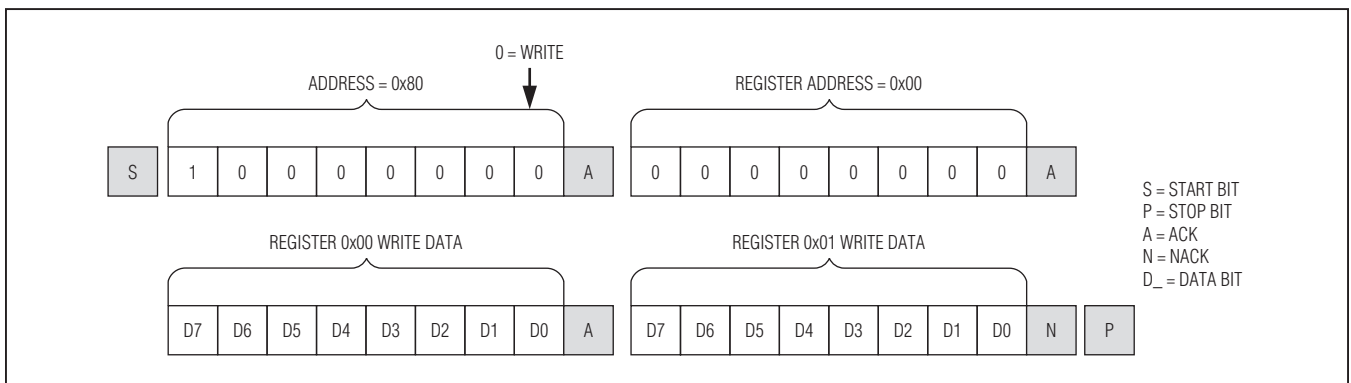 0 = WRITE
ADDRESS = 0x80
REGISTER ADDRESS = 0x00
S 1 0 0 0 0 0 0 0 A 0 0 0 0 0 0 0 0 A
REGISTER 0x00 WRITE DATA
REGISTER 0x01 WRITE DATA
D7 D6 D5 D4 D3 D2 D1 D0 A D7 D6 D5 D4 D3 D2 D1 D0 N P
S = START BIT
P = STOP BIT
A = ACK
N = NACK
D_ = DATA BIT